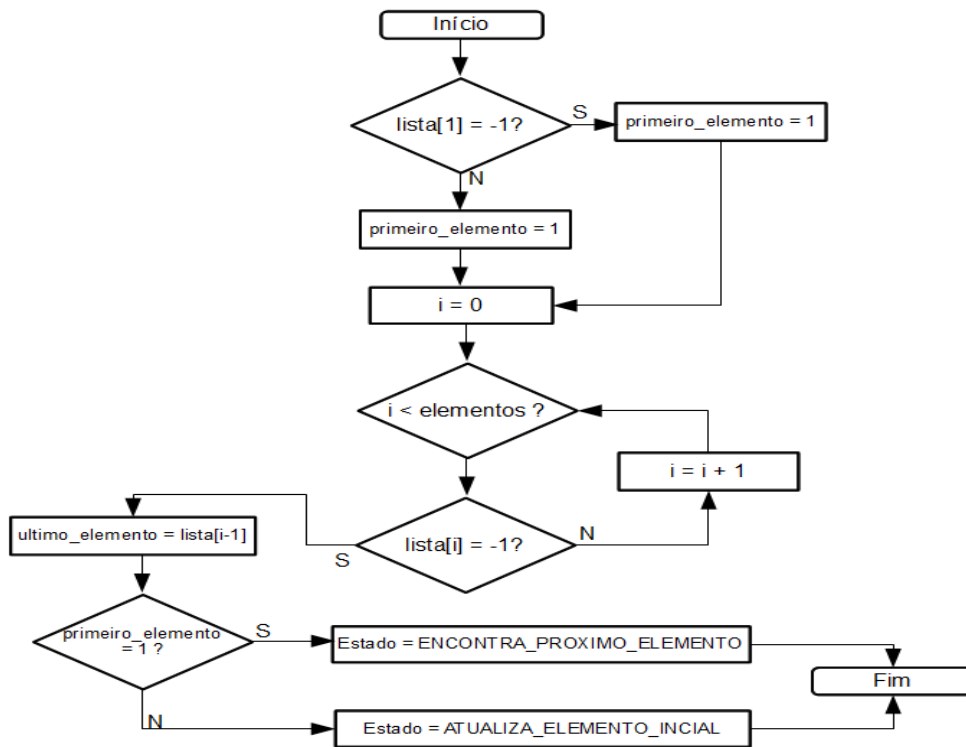 Início
lista[1] = -1?
S
primeiro_elemento = 1
N
primeiro_elemento = 1
i = 0
i < elementos ?
i = i + 1
ultimo_elemento = lista[i-1]
lista[i] = -1?
N
S
primeiro_elemento
= 1 ?
S
Estado = ENCONTRA_PROXIMO_ELEMENTO
Fim
N
Estado = ATUALIZA_ELEMENTO_INCIAL